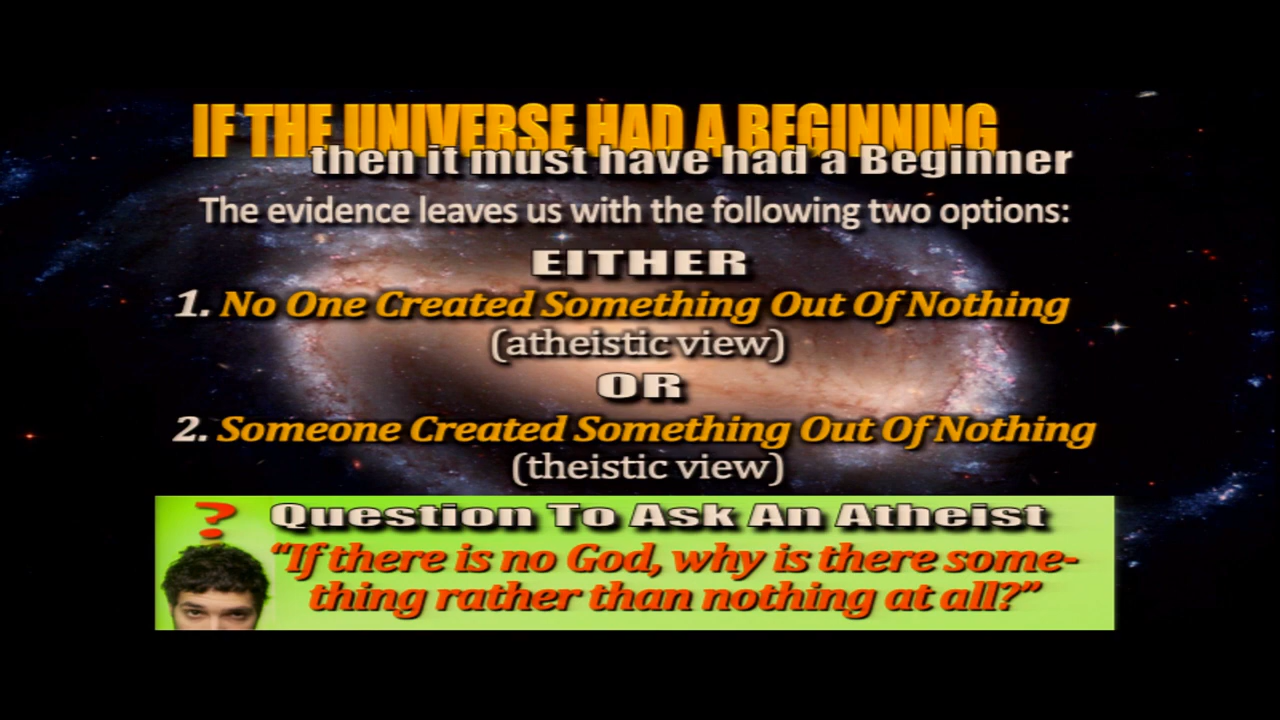 IF THE UNIVERSE HAD A BEGINNING
then it must have had a Beginner
The evidence leaves us with the following two options:
EITHER
1. No One Created Something Out Of Nothing
(atheistic view)
OR
2. Someone Created Something Out Of Nothing
(theistic view)
? Question To Ask An Atheist
“If there is no God, why is there some-
thing rather than nothing at all?”